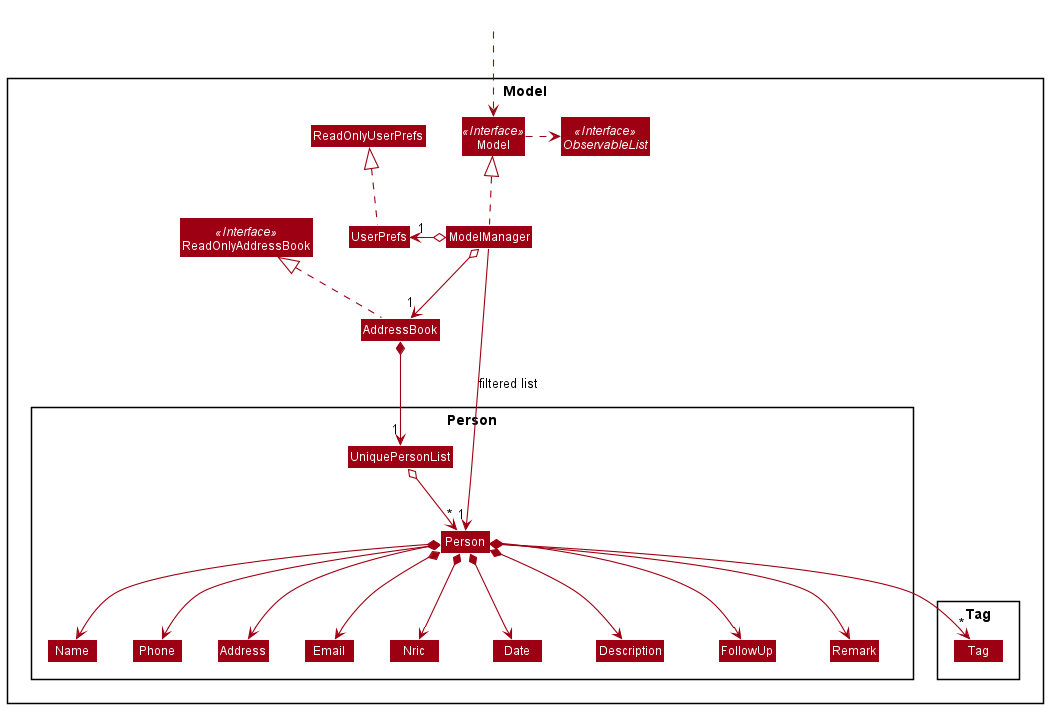 Model
«Interface»
Model
«Interface»
ObservableList
ReadOnlyUserPrefs
«Interface»
ReadOnlyAddressBook
UserPrefs
1
ModelManager
1
AddressBook
filtered list
Person
1
UniquePersonList
* 1
Person
Tag
*
Name
Phone
Address
Email
Nric
Date
Description
FollowUp
Remark
Tag